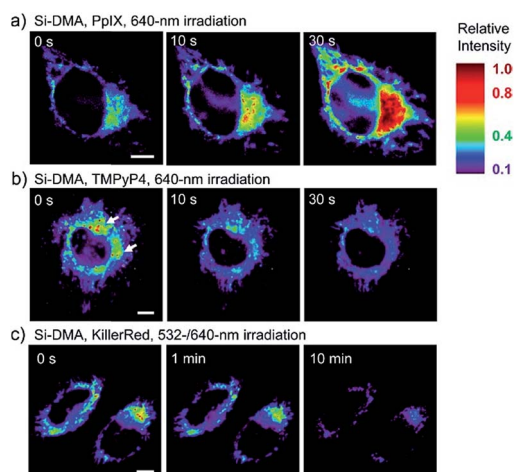 a) Si-DMA, PpIX, 640-nm irradiation
0 s
10 s
30 s
Relative
Intensity
1.0
0.8
0.4
0.1
b) Si-DMA, TMPyP4, 640-nm irradiation
0 s
10 s
30 s
c) Si-DMA, KillerRed, 532-/640-nm irradiation
0 s
1 min
10 min